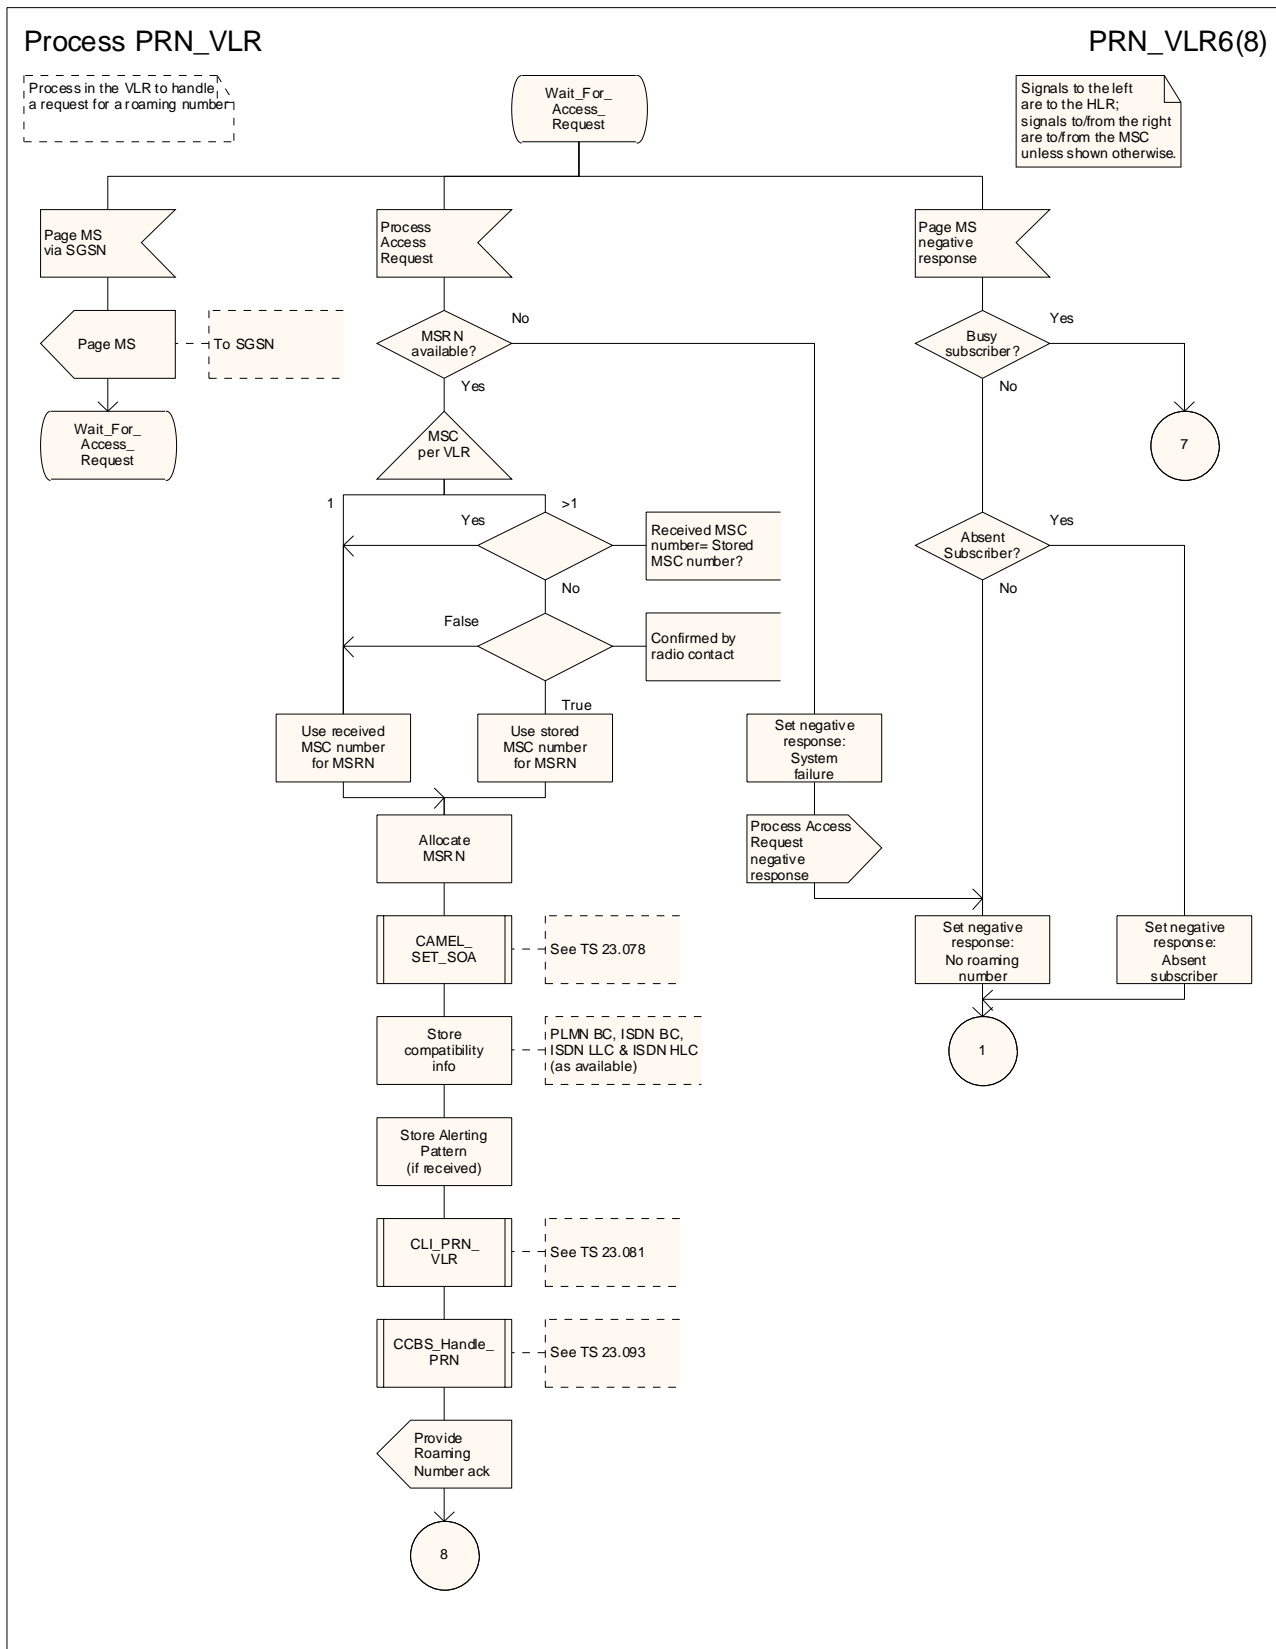 Process PRN_VLR
PRN_VLR6(8)
Process in the VLR to handle
a request for a roaming number
Wait_For_
Access_
Request
Signals to the left
are to the HLR;
signals to/from the right
are to/from the MSC
unless shown otherwise.
Page MS
via SGSN
Process
Access
Request
Page MS
negative
response
Page MS
To SGSN
MSRN
available?
No
Yes
Busy
subscriber?
Yes
No
Wait_For_
Access_
Request
MSC
per VLR
7
1
>1
Yes
Received MSC
number= Stored
MSC number?
No
Absent
Subscriber?
Yes
No
False
Confirmed by
radio contact
True
Use received
MSC number
for MSRN
Use stored
MSC number
for MSRN
Set negative
response:
System
failure
Allocate
MSRN
Process Access
Request
negative
response
CAMEL_
SET_SOA
See TS 23.078
Set negative
response:
No roaming
number
Set negative
response:
Absent
subscriber
Store
compatibility
info
PLMN BC, ISDN BC,
ISDN LLC & ISDN HLC
(as available)
1
Store Alerting
Pattern
(if received)
CLI_PRN_
VLR
See TS 23.081
CCBS_Handle_
PRN
See TS 23.093
Provide
Roaming
Number ack
8